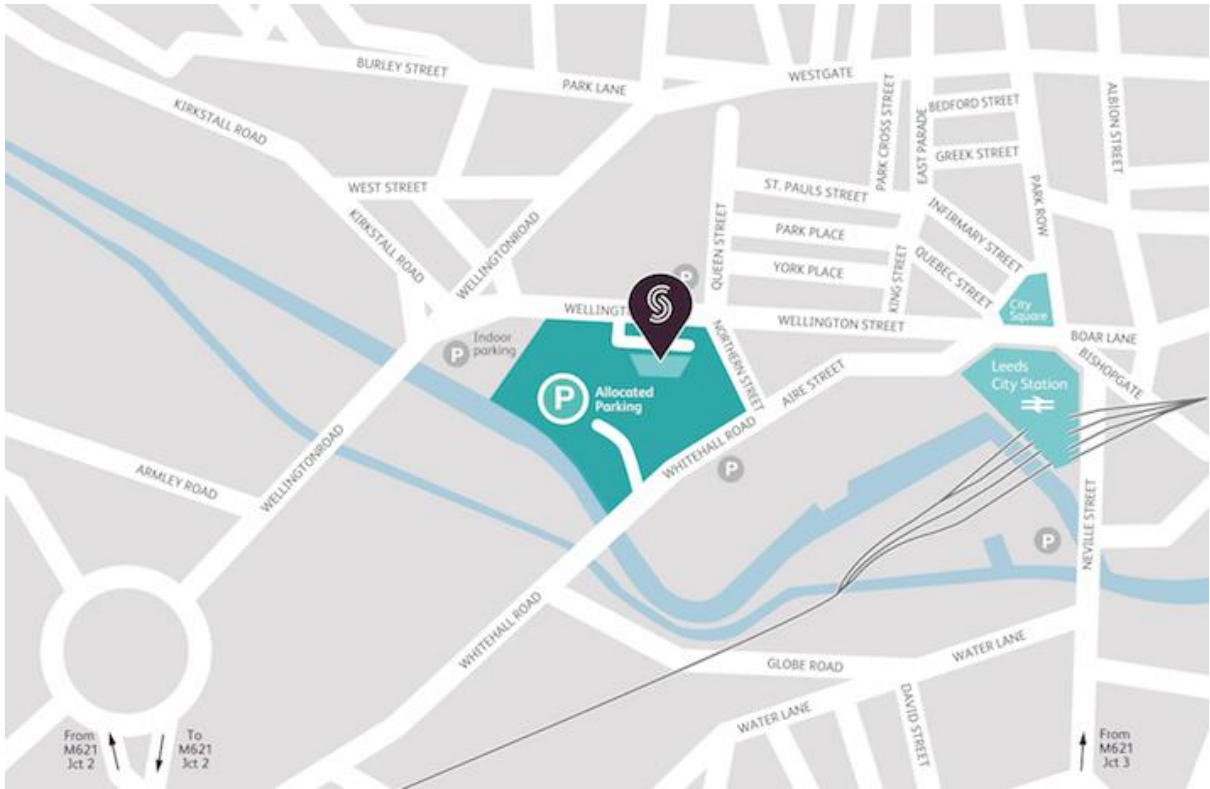 BURLEY STREET
PARK LANE
WESTGATE
KIRKSTALL ROAD
PARK CROSS STREET
EAST PARADE
BEDFORD STREET
ALBION STREET
GREEK STREET
WEST STREET
ST. PAULS STREET
PARK ROW
KIRKSTALL ROAD
WELLINGTONROAD
QUEEN STREET
PARK PLACE
INFIRMARY STREET
YORK PLACE
KING STREET
QUEBEC STREET
P
WELLINGT
WELLINGTON STREET
City
Square
BOAR LANE
BISHOPGATE
P
Indoor
parking
NORTHERN STREET
AIRE STREET
Leeds
City Station
P
Allocated
Parking
WHITEHALL ROAD
P
ARMLEY ROAD
WELLINGTONROAD
P
NEVILLE STREET
WHITEHALL ROAD
GLOBE ROAD
WATER LANE
WATER LANE
DAVID STREET
From
M621
Jct 2
To
M621
Jct 2
From
M621
Jct 3